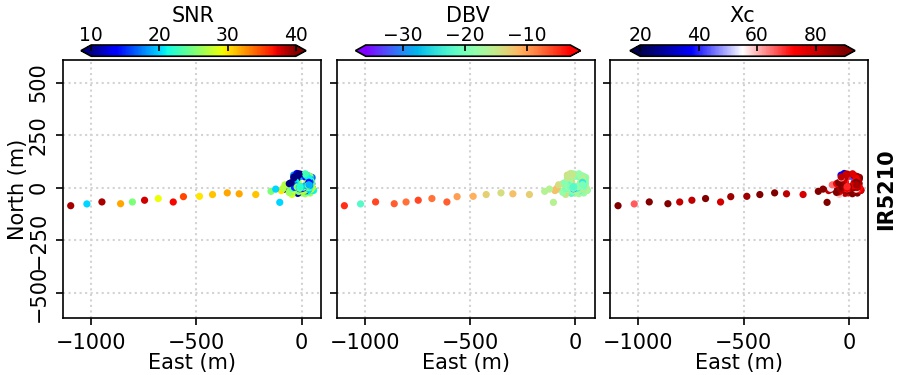 SNR DBV Xc
10 20 30 40 −30 −20 −10 20 40 60 80
500
250
0
−250
−500
North (m)
IR5210
−1000 −500 0 −1000 −500 0 −1000 −500 0
East (m) East (m) East (m)